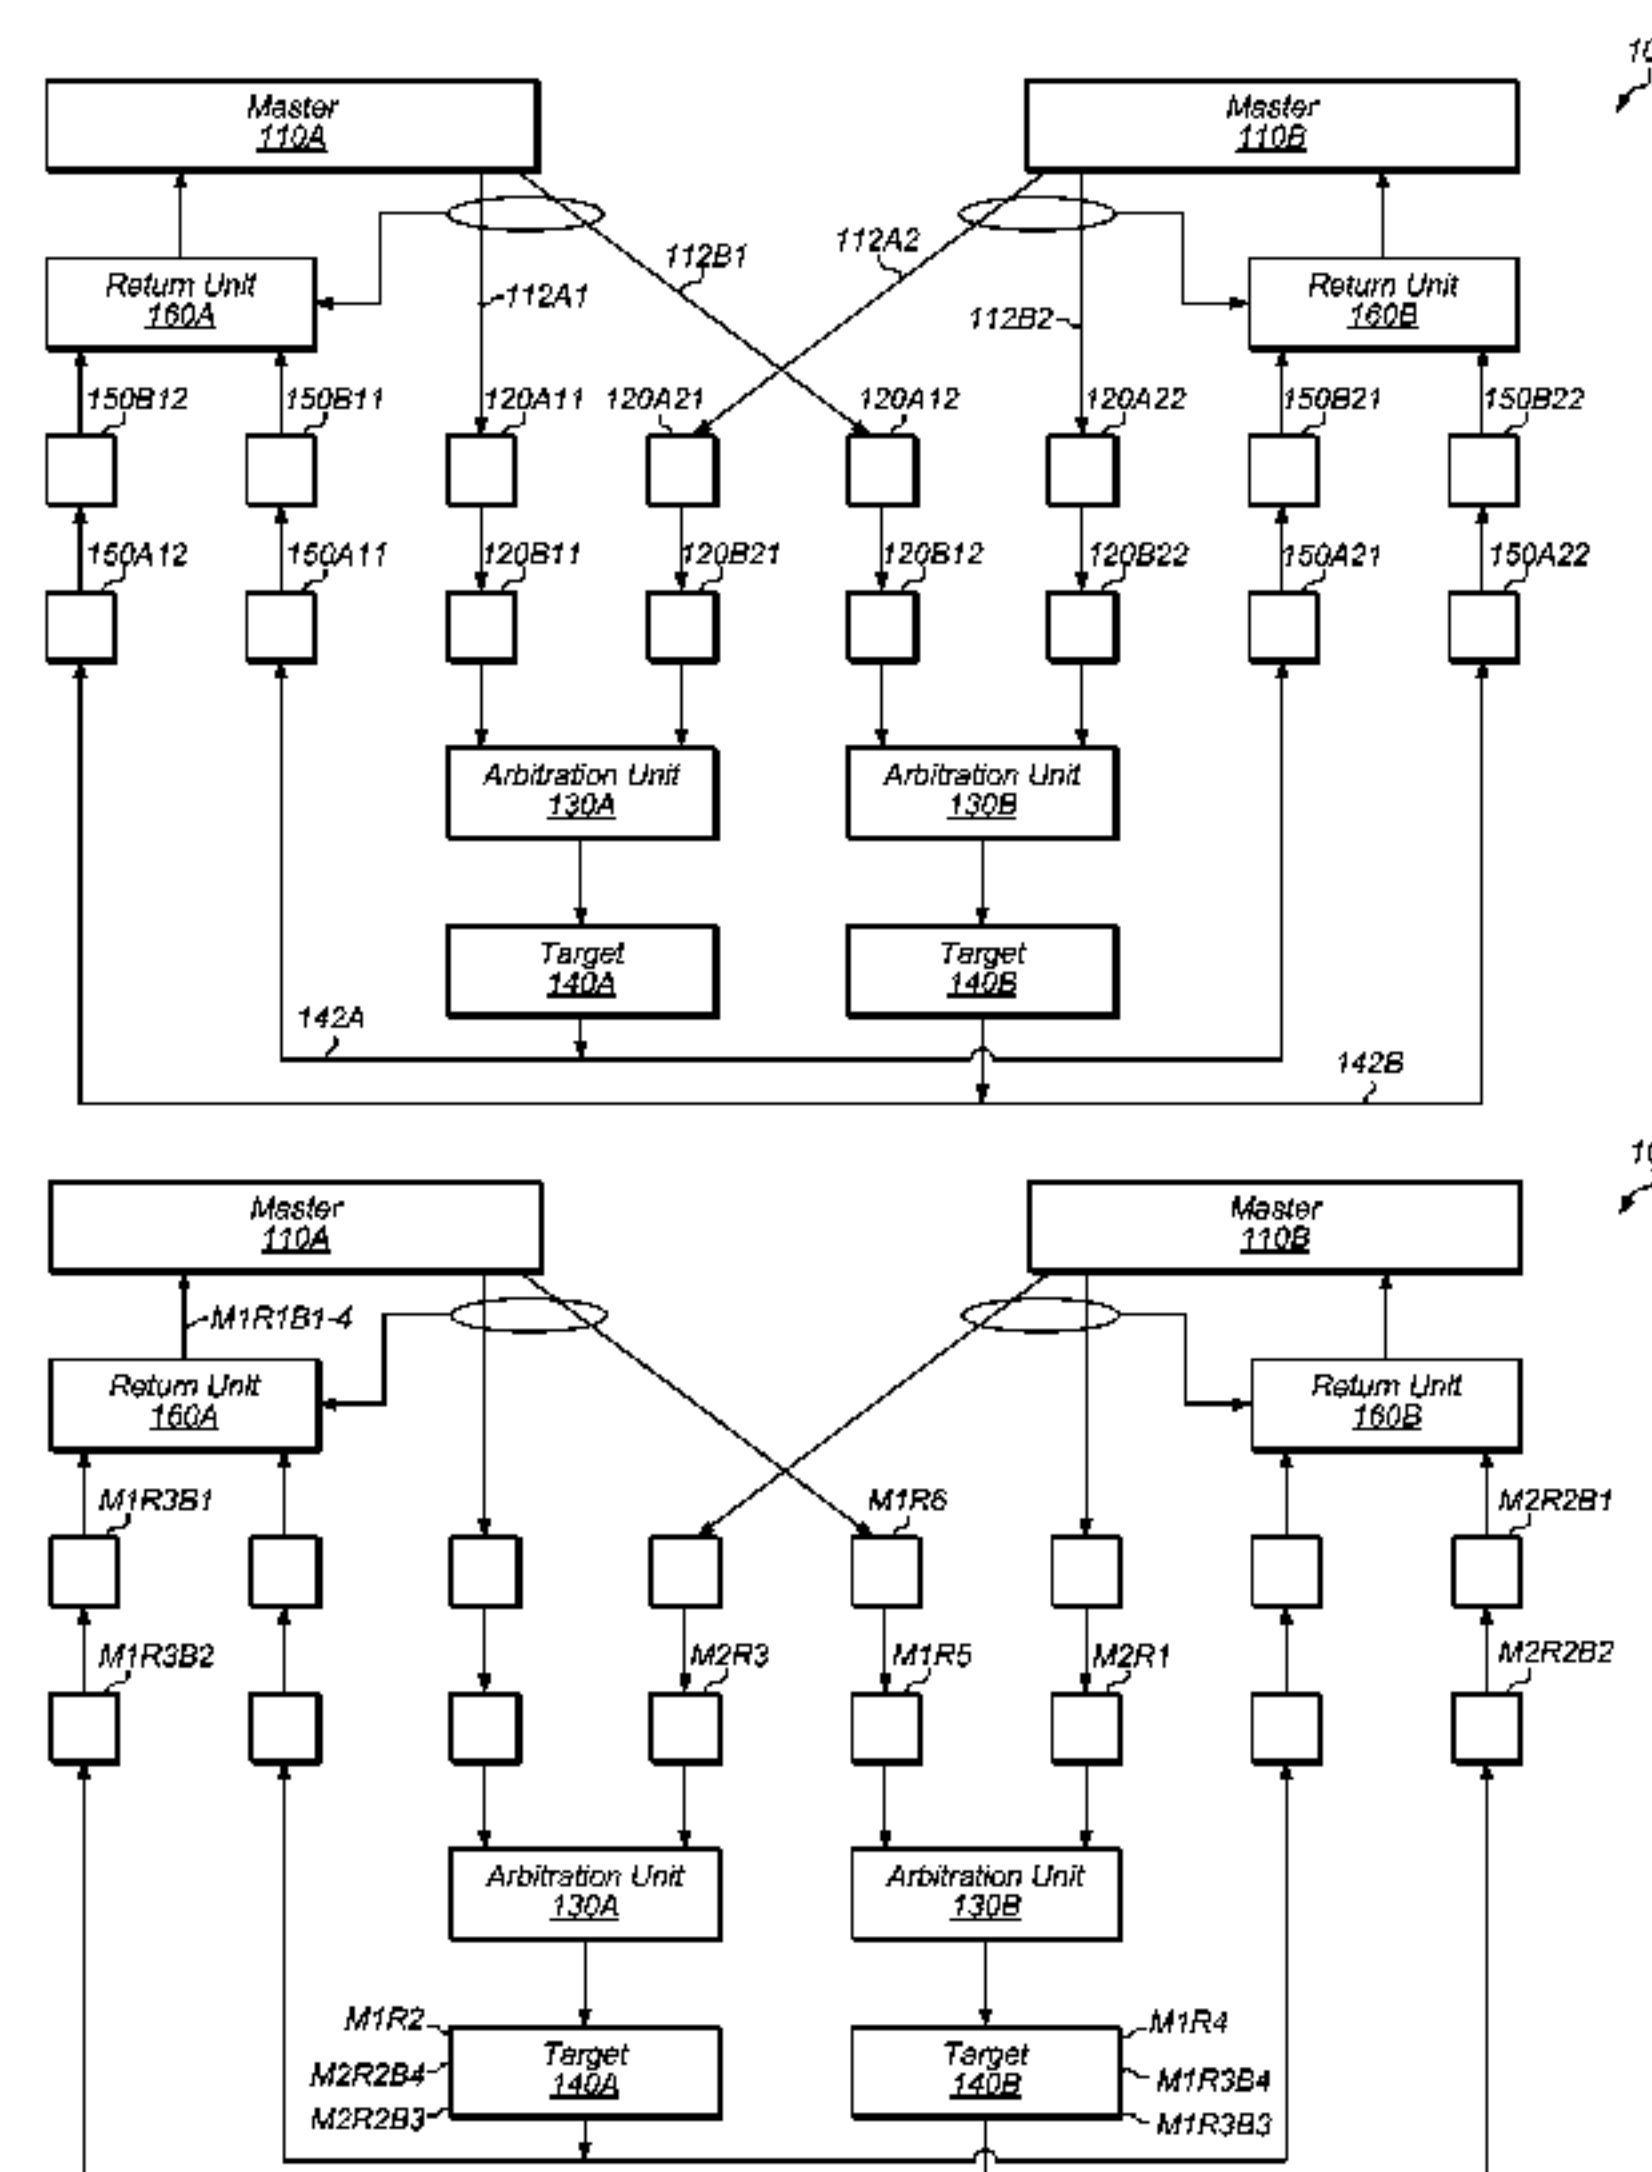 10
Master
110A
Master
110B
112B1
112A2
Return Unit
160A
112A1
112B2
Return Unit
160B
150B12
150B11
120A11
120A21
120A12
120A22
150B21
150B22
150A12
150A11
120B11
120B21
120B12
120B22
150A21
150A22
Arbitration Unit
130A
Arbitration Unit
130B
Target
140A
Target
140B
142A
142B
10
Master
110A
Master
110B
M1R1B1-4
Return Unit
160A
Return Unit
160B
M1R3B1
M1R6
M2R2B1
M1R3B2
M2R3
M1R5
M2R1
M2R2B2
Arbitration Unit
130A
Arbitration Unit
130B
M1R2
Target
140A
M2R2B4
M2R2B3
Target
140B
M1R4
M1R3B4
M1R3B3